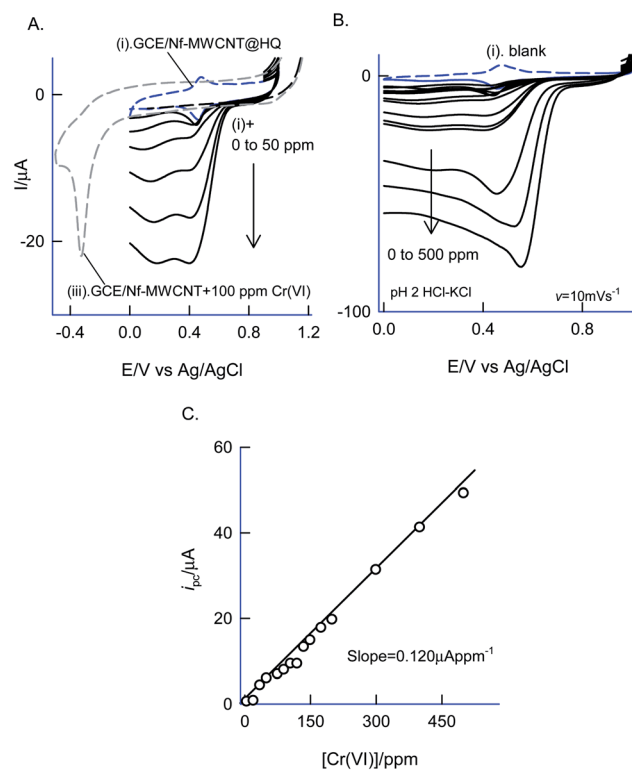 A.
(i).GCE/Nf-MWCNT@HQ
0
-20
I/μA
(i)+
0 to 50 ppm
(iii).GCE/Nf-MWCNT+100 ppm Cr(VI)
-0.4
0.0
0.4
0.8
1.2
E/V vs Ag/AgCl
B.
(i). blank
0
-100
0 to 500 ppm
pH 2 HCl-KCl
v=10mVs⁻¹
0.0
0.4
0.8
E/V vs Ag/AgCl
C.
60
40
20
0
iₚc/μA
Slope=0.120μAppm⁻¹
0
150
300
450
[Cr(VI)]/ppm